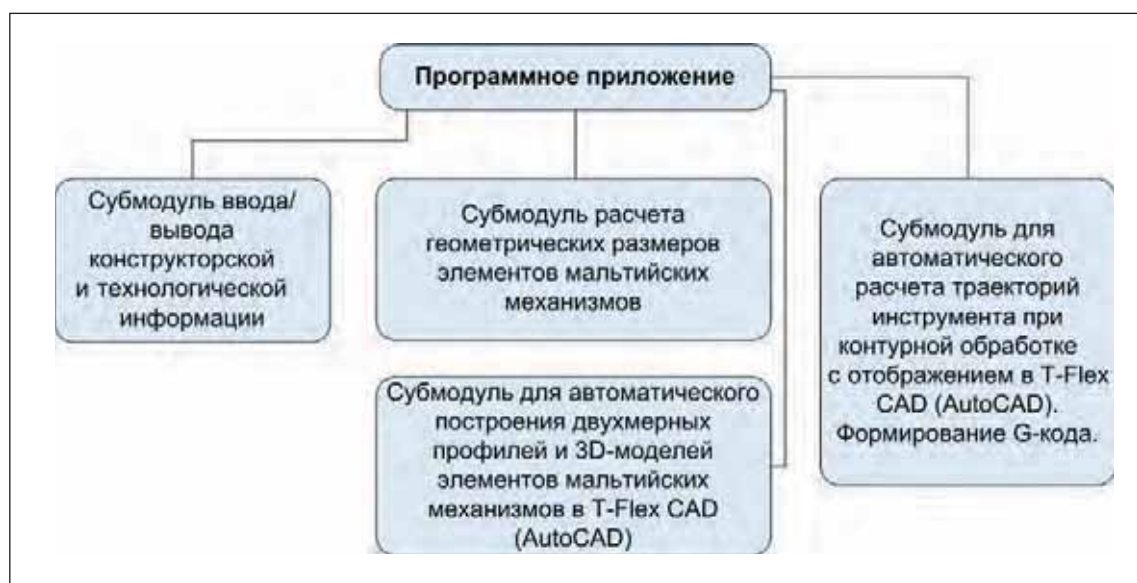 Программное приложение
Субмодуль ввода/
вывода
конструкторской
и технологической
информации
Субмодуль расчета
геометрических размеров
элементов мальтийских
механизмов
Субмодуль для
автоматического
расчета траекторий
инструмента при
контурной обработке
с отображением в T-Flex
CAD (AutoCAD).
Формирование G-кода.
Субмодуль для автоматического
построения двухмерных
профилей и 3D-моделей
элементов мальтийских
механизмов в T-Flex CAD
(AutoCAD)